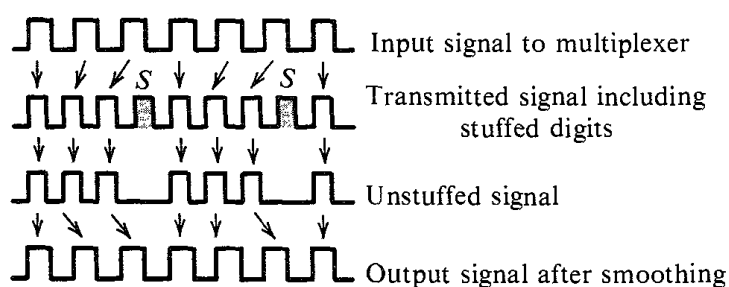 Input signal to multiplexer
S
S
Transmitted signal including
stuffed digits
Unstuffed signal
Output signal after smoothing